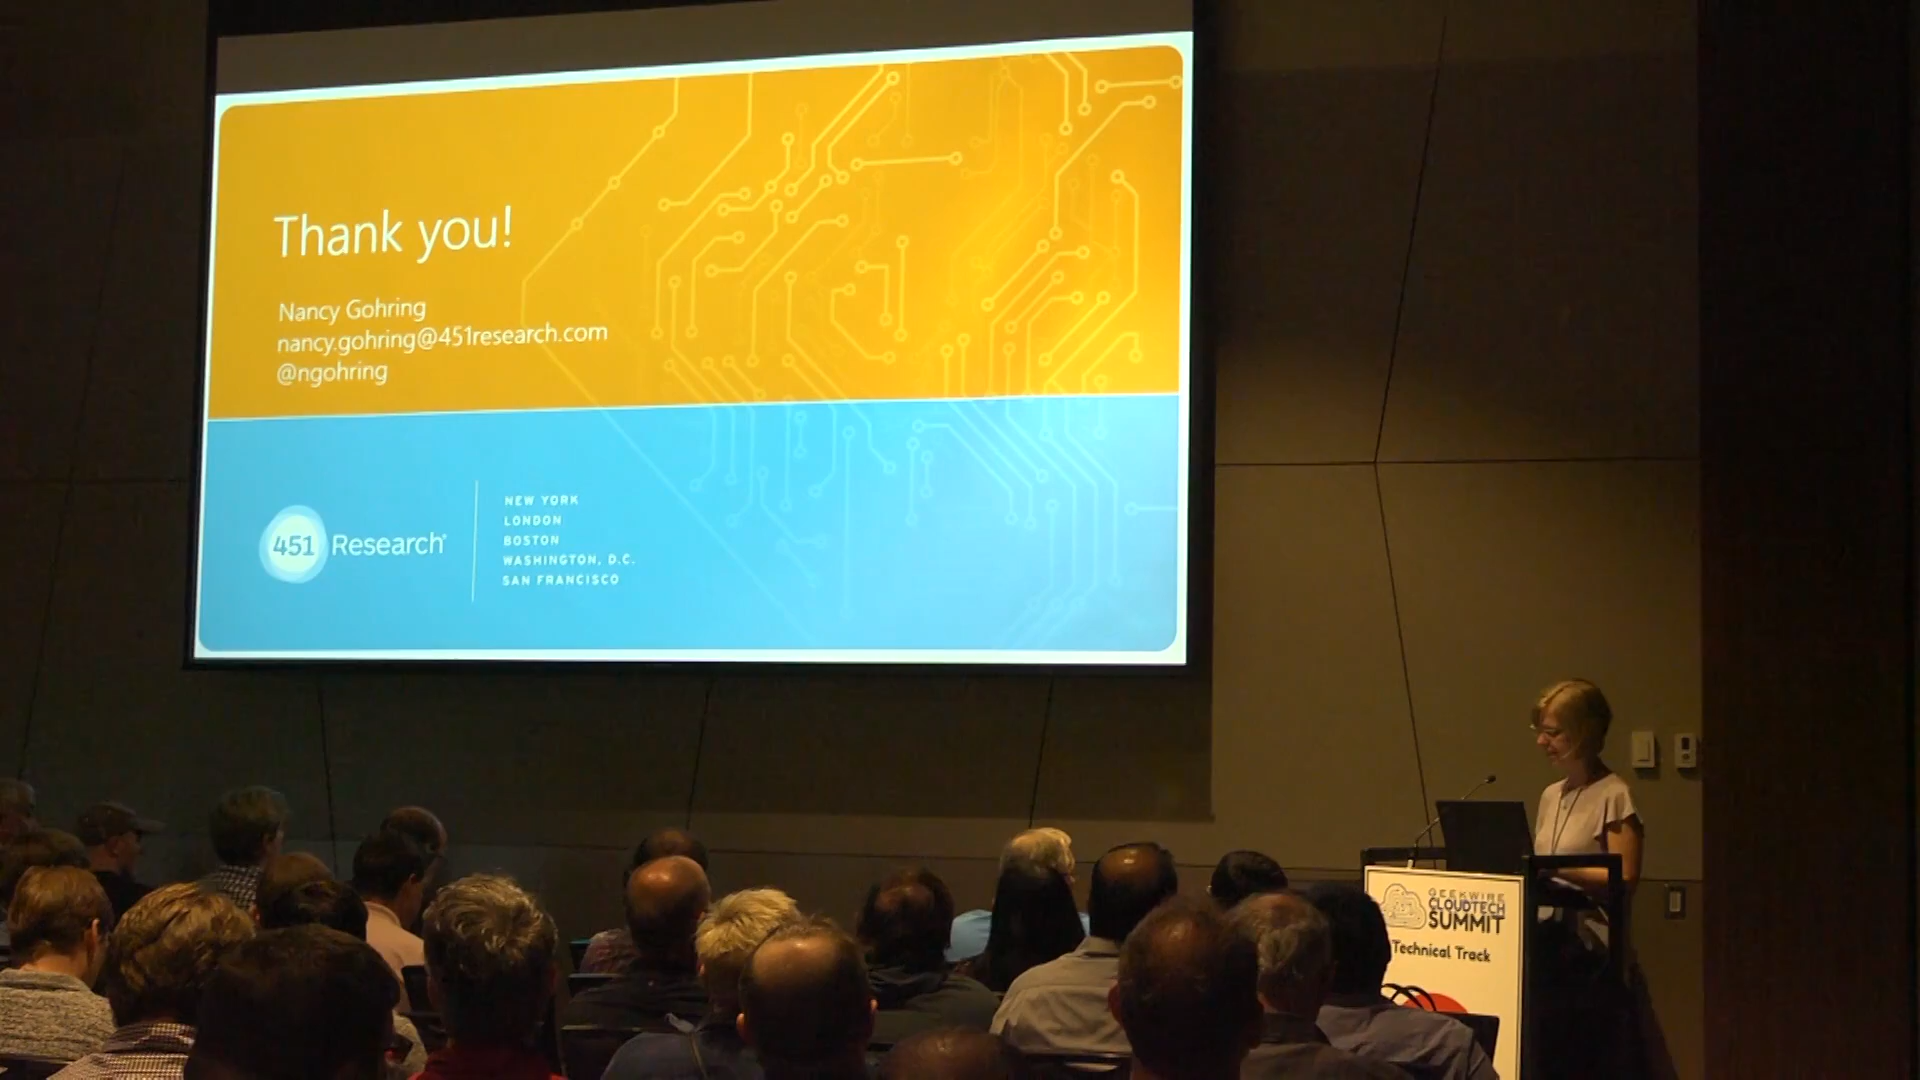 Thank you!
Nancy Gohring
nancy.gohring@451research.com
@ngohring
451 Research
NEW YORK
LONDON
BOSTON
WASHINGTON, D.C.
SAN FRANCISCO
GEEKWIRE
CLOUDTECH
SUMMIT
Technical Track